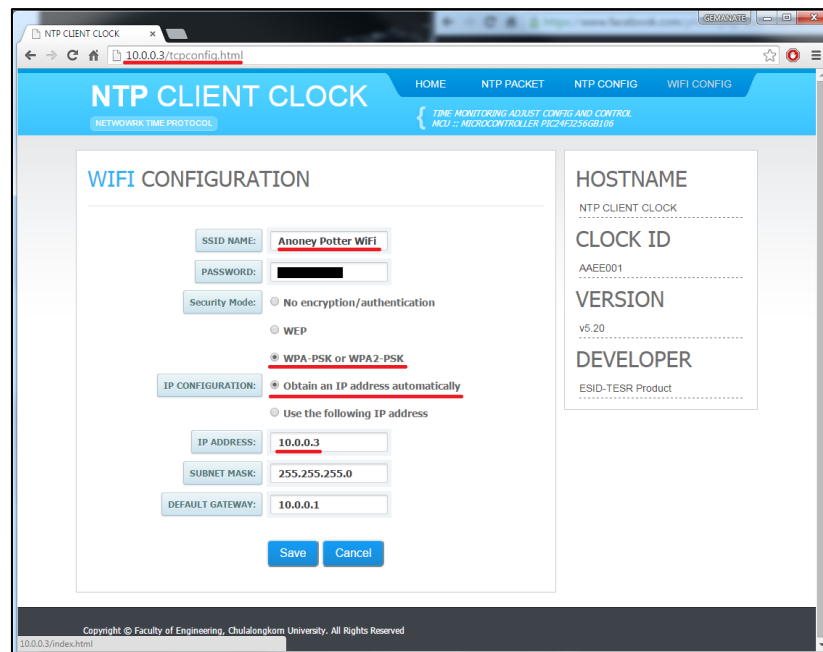 GEMANATE
NTP CLIENT CLOCK
10.0.0.3/tcpconfig.html
NTP CLIENT CLOCK
NETWOWRK TIME PROTOCOL
HOME NTP PACKET NTP CONFIG WIFI CONFIG
{ TIME MONITORING ADJUST CONFIG AND CONTROL
MCU :: MICROCONTROLLER PIC24FJ256GB106
WIFI CONFIGURATION
SSID NAME: Anoney Potter WiFi
PASSWORD:
Security Mode: No encryption/authentication
WEP
WPA-PSK or WPA2-PSK
IP CONFIGURATION: Obtain an IP address automatically
Use the following IP address
IP ADDRESS: 10.0.0.3
SUBNET MASK: 255.255.255.0
DEFAULT GATEWAY: 10.0.0.1
Save Cancel
HOSTNAME
NTP CLIENT CLOCK
CLOCK ID
AAEE001
VERSION
v5.20
DEVELOPER
ESID-TESR Product
Copyright © Faculty of Engineering, Chulalongkorn University. All Rights Reserved
10.0.0.3/index.html